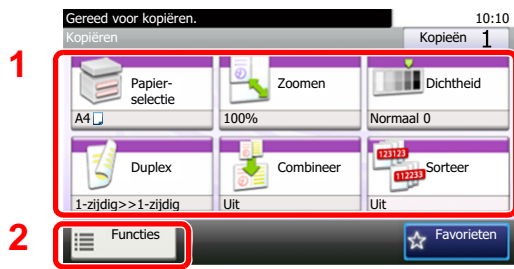 Gereed voor kopiëren. 10:10
Kopiëren Kopieën 1
1
Papier-
selectie
Zoomen
Dichtheid
A4 100% Normaal 0
Duplex
Combineer
123123
112233
Sorteer
1-zijdig>>1-zijdig Uit Uit
2
Functies Favorieten